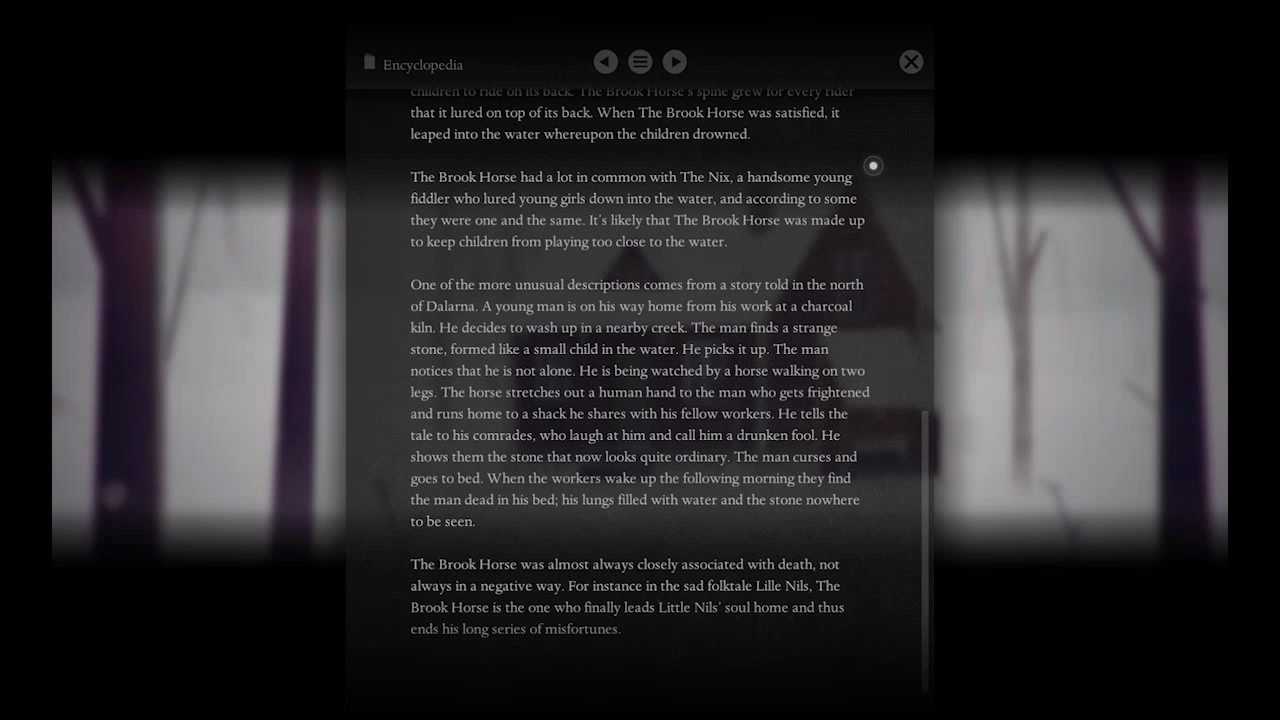 Encyclopedia
children to ride on its back. The Brook Horse's spine grew for every rider
that it lured on top of its back. When The Brook Horse was satisfied, it
leaped into the water whereupon the children drowned.
The Brook Horse had a lot in common with The Nix, a handsome young
fiddler who lured young girls down into the water, and according to some
they were one and the same. It's likely that The Brook Horse was made up
to keep children from playing too close to the water.
One of the more unusual descriptions comes from a story told in the north
of Dalarna. A young man is on his way home from his work at a charcoal
kiln. He decides to wash up in a nearby creek. The man finds a strange
stone, formed like a small child in the water. He picks it up. The man
notices that he is not alone. He is being watched by a horse walking on two
legs. The horse stretches out a human hand to the man who gets frightened
and runs home to a shack he shares with his fellow workers. He tells the
tale to his comrades, who laugh at him and call him a drunken fool. He
shows them the stone that now looks quite ordinary. The man curses and
goes to bed. When the workers wake up the following morning they find
the man dead in his bed; his lungs filled with water and the stone nowhere
to be seen.
The Brook Horse was almost always closely associated with death, not
always in a negative way. For instance in the sad folktale Lille Nils, The
Brook Horse is the one who finally leads Little Nils' soul home and thus
ends his long series of misfortunes.